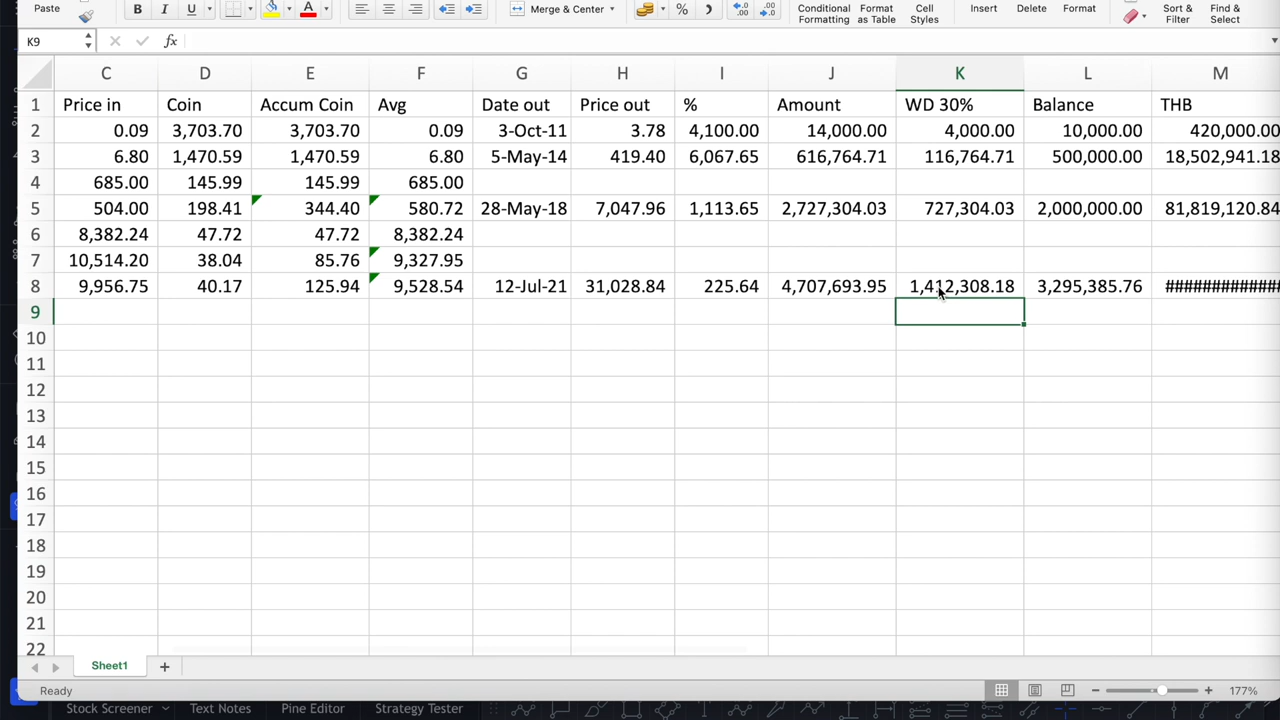 Paste B I U A Merge & Center % Conditional Formatting Format as Table Cell Styles Insert Delete Format Sort & Filter Find & Select
K9 fx
C D E F G H I J K L M
1 Price in Coin Accum Coin Avg Date out Price out % Amount WD 30% Balance THB
2 0.09 3,703.70 3,703.70 0.09 3-Oct-11 3.78 4,100.00 14,000.00 4,000.00 10,000.00 420,000.00
3 6.80 1,470.59 1,470.59 6.80 5-May-14 419.40 6,067.65 616,764.71 116,764.71 500,000.00 18,502,941.18
4 685.00 145.99 145.99 685.00
5 504.00 198.41 344.40 580.72 28-May-18 7,047.96 1,113.65 2,727,304.03 727,304.03 2,000,000.00 81,819,120.84
6 8,382.24 47.72 47.72 8,382.24
7 10,514.20 38.04 85.76 9,327.95
8 9,956.75 40.17 125.94 9,528.54 12-Jul-21 31,028.84 225.64 4,707,693.95 1,412,308.18 3,295,385.76 #############
9
10
11
12
13
14
15
16
17
18
19
20
21
22
Sheet1 +
Ready 177%
Stock Screener Text Notes Pine Editor Strategy Tester